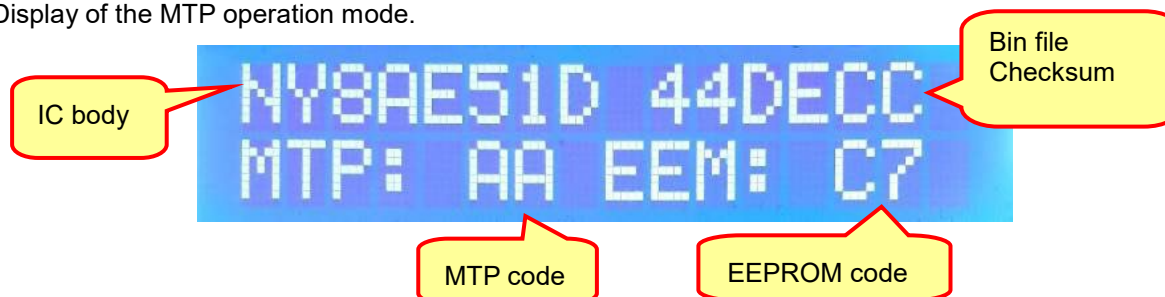 Display of the MTP operation mode.
Bin file
Checksum
IC body
NY8AE51D 44DECC
MTP: AA EEM: C7
MTP code
EEPROM code